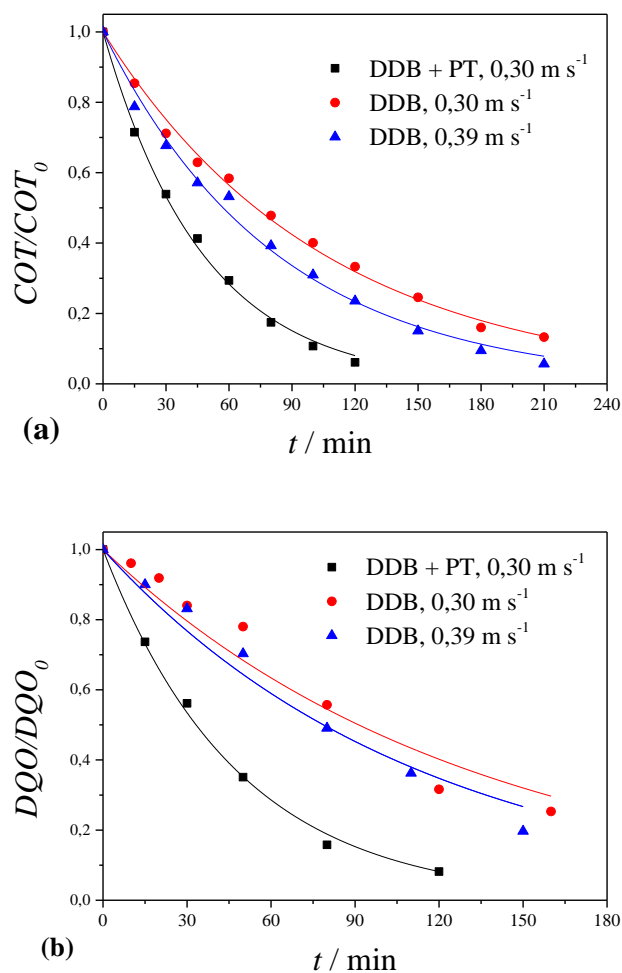 COT/COT₀
1,0
0,8
0,6
0,4
0,2
0,0
DDB + PT, 0,30 m s⁻¹
DDB, 0,30 m s⁻¹
DDB, 0,39 m s⁻¹
0 30 60 90 120 150 180 210 240
(a)
t / min
DQO/DQO₀
1,0
0,8
0,6
0,4
0,2
0,0
DDB + PT, 0,30 m s⁻¹
DDB, 0,30 m s⁻¹
DDB, 0,39 m s⁻¹
0 30 60 90 120 150 180
(b)
t / min